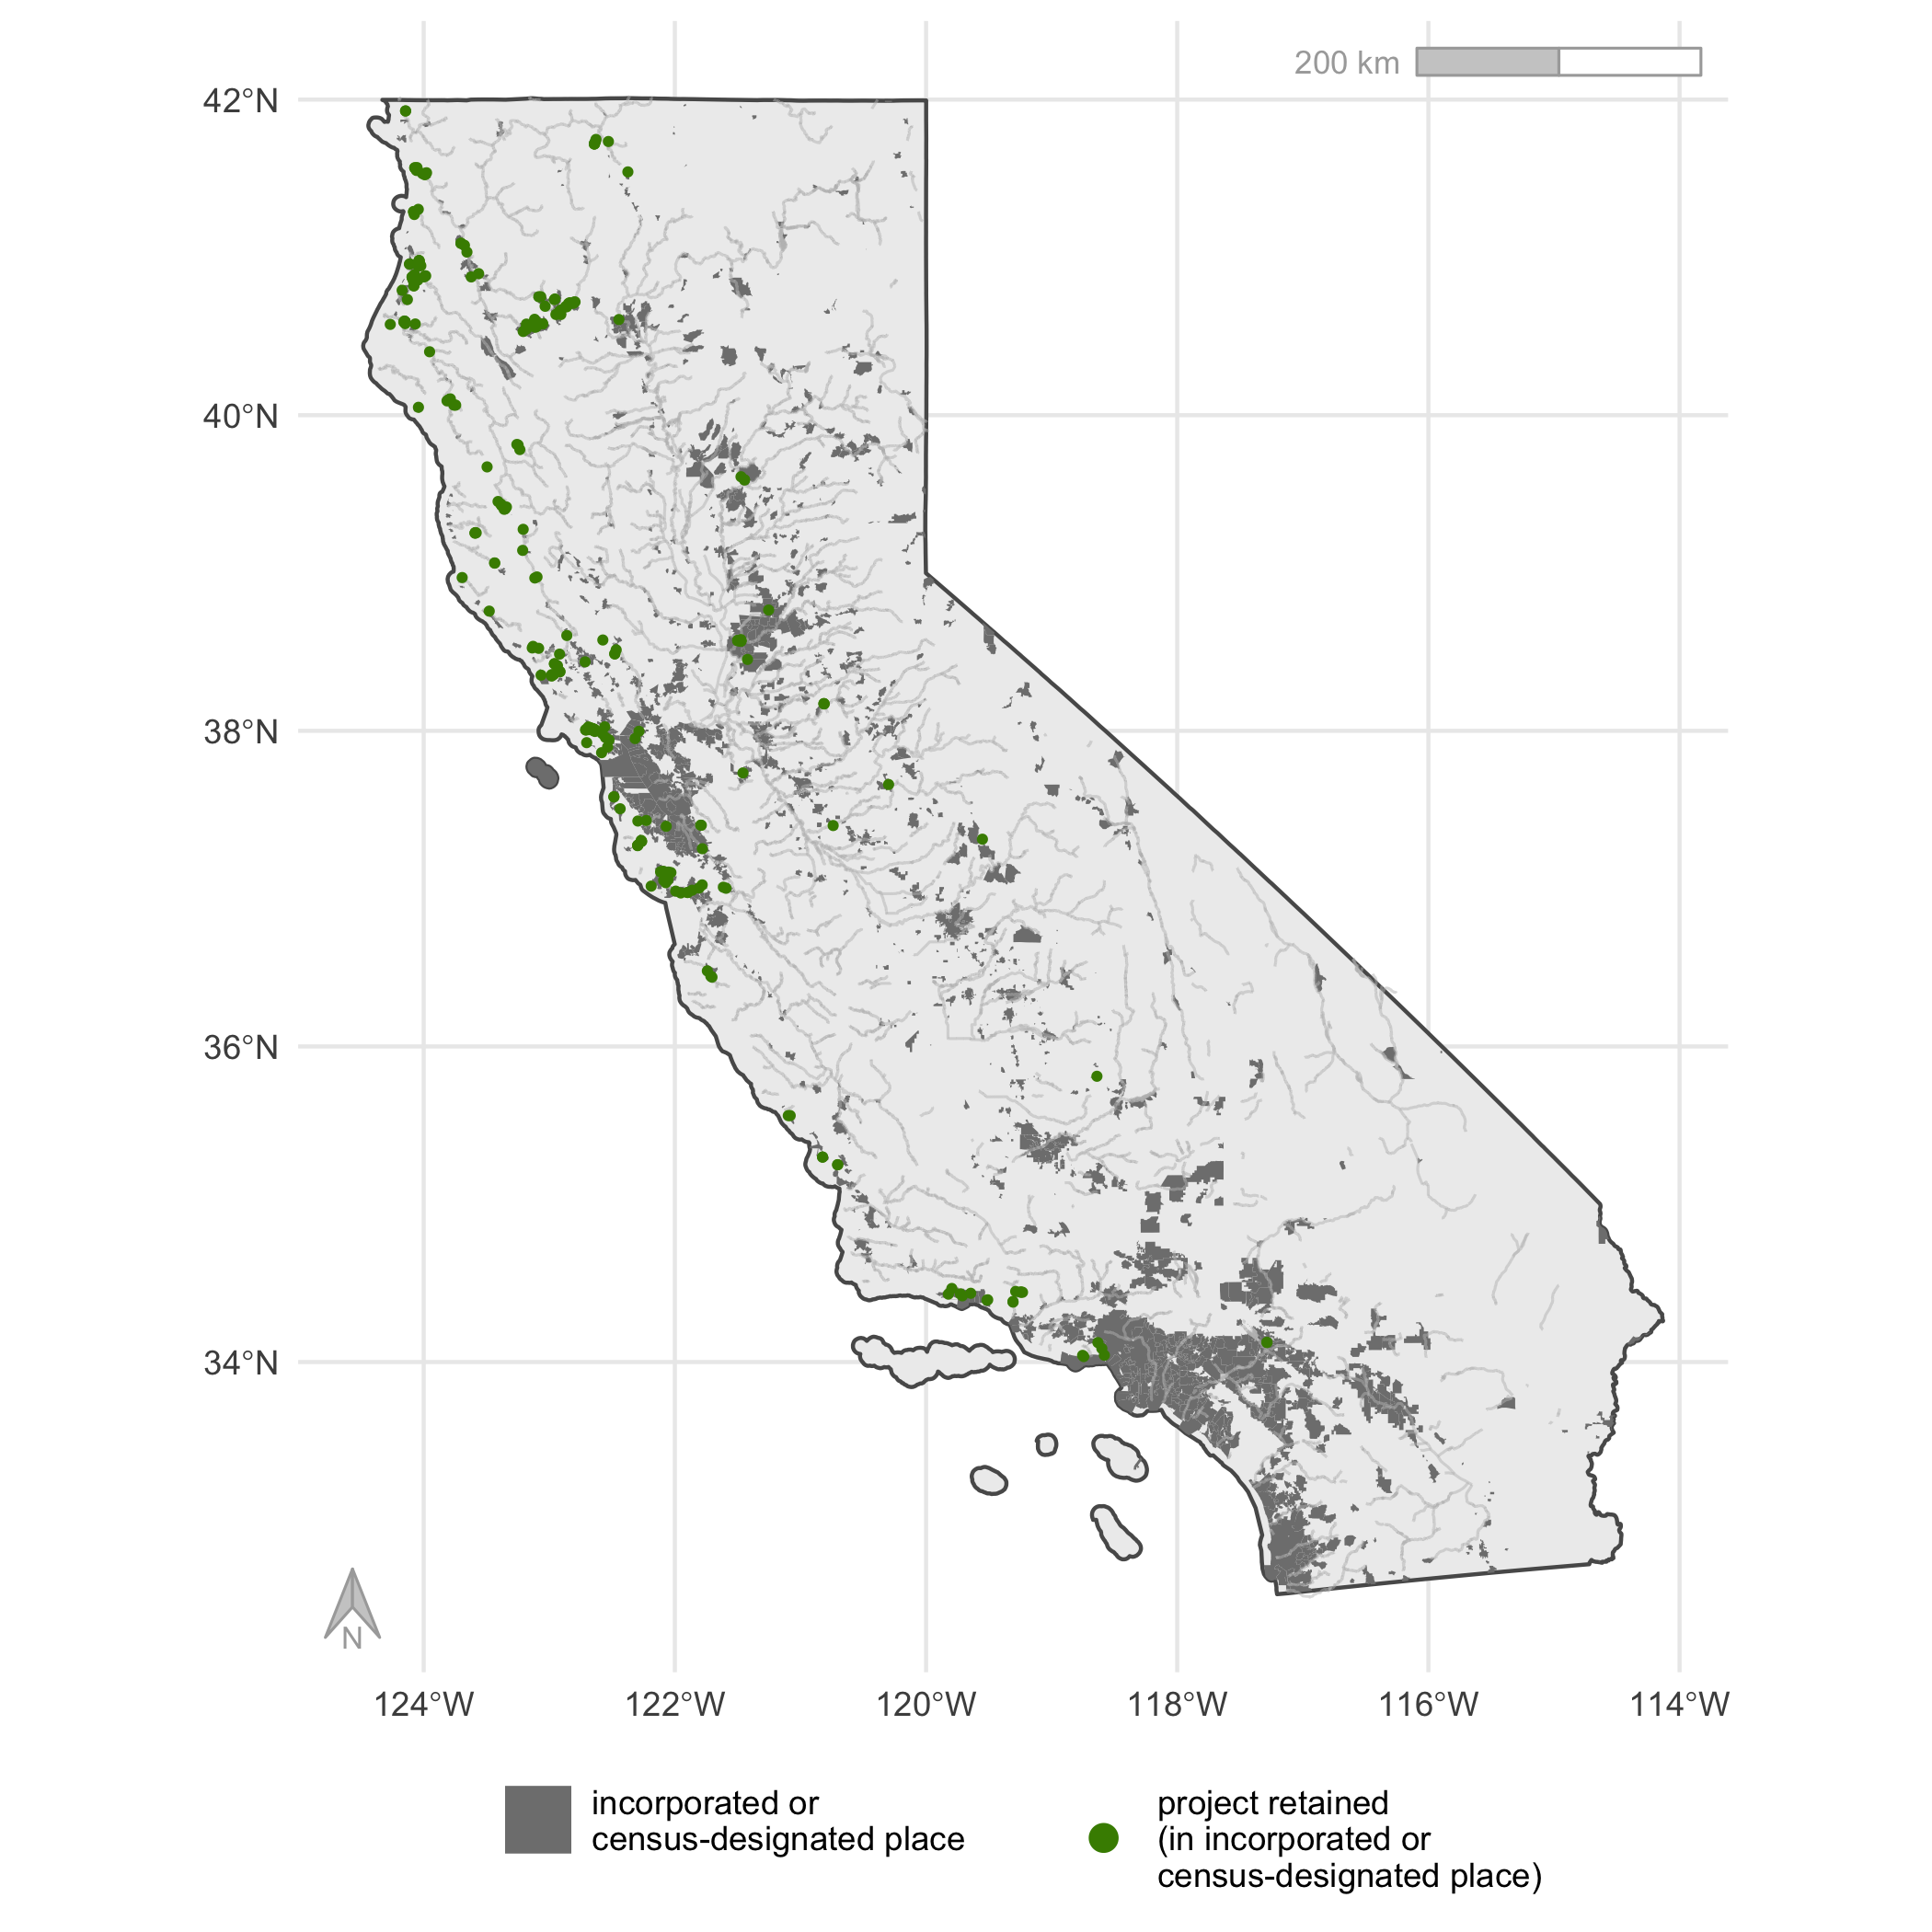 200 km
42°N
40°N
38°N
36°N
34°N
N
124°W
122°W
120°W
118°W
116°W
114°W
incorporated or
census-designated place
project retained
(in incorporated or
census-designated place)